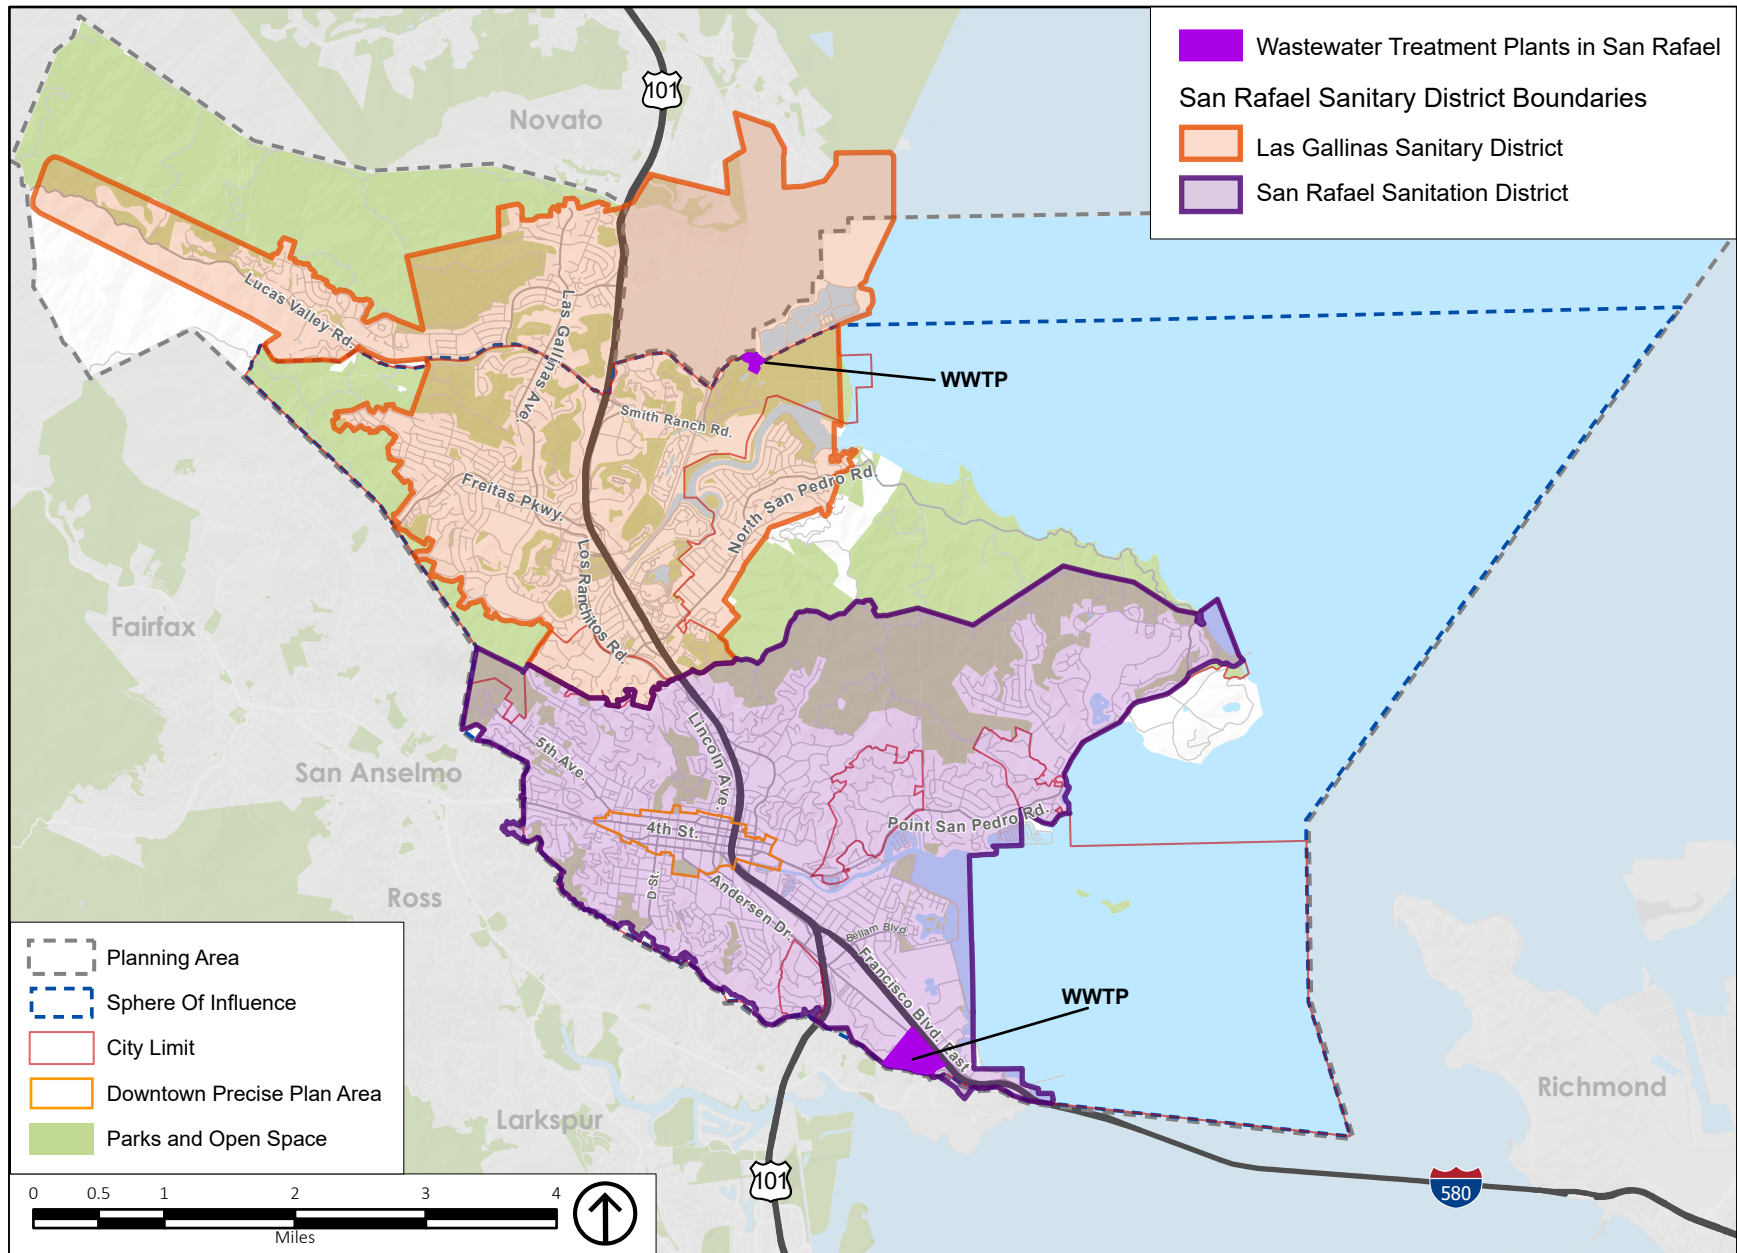 Wastewater Treatment Plants in San Rafael
San Rafael Sanitary District Boundaries
Las Gallinas Sanitary District
San Rafael Sanitation District
101
Novato
Lucas Valley Rd.
Las Gallinas Ave.
WWTP
Smith Ranch Rd.
Freitas Pkwy.
North San Pedro Rd.
Los Ranchitos Rd.
Fairfax
San Anselmo
5th Ave.
Lincoln Ave.
4th St.
Point San Pedro Rd.
Ross
D St.
Andersen Dr.
Bellam Blvd.
Francisco Blvd. East
WWTP
Larkspur
Richmond
101
580
Planning Area
Sphere Of Influence
City Limit
Downtown Precise Plan Area
Parks and Open Space
0 0.5 1 2 3 4
Miles